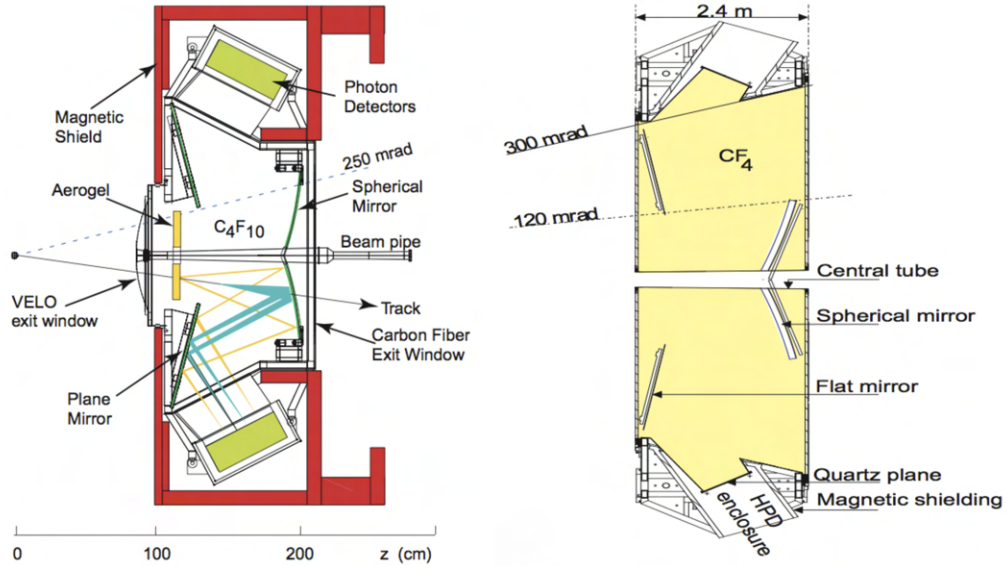 Photon
Detectors
Magnetic
Shield
250 mrad
Aerogel
Spherical
Mirror
C4F10
Beam pipe
VELO
exit window
Track
Carbon Fiber
Exit Window
Plane
Mirror
0
100
200
z (cm)
2.4 m
300 mrad
CF4
120 mrad
Central tube
Spherical mirror
Flat mirror
Quartz plane
Magnetic shielding
HPD
enclosure